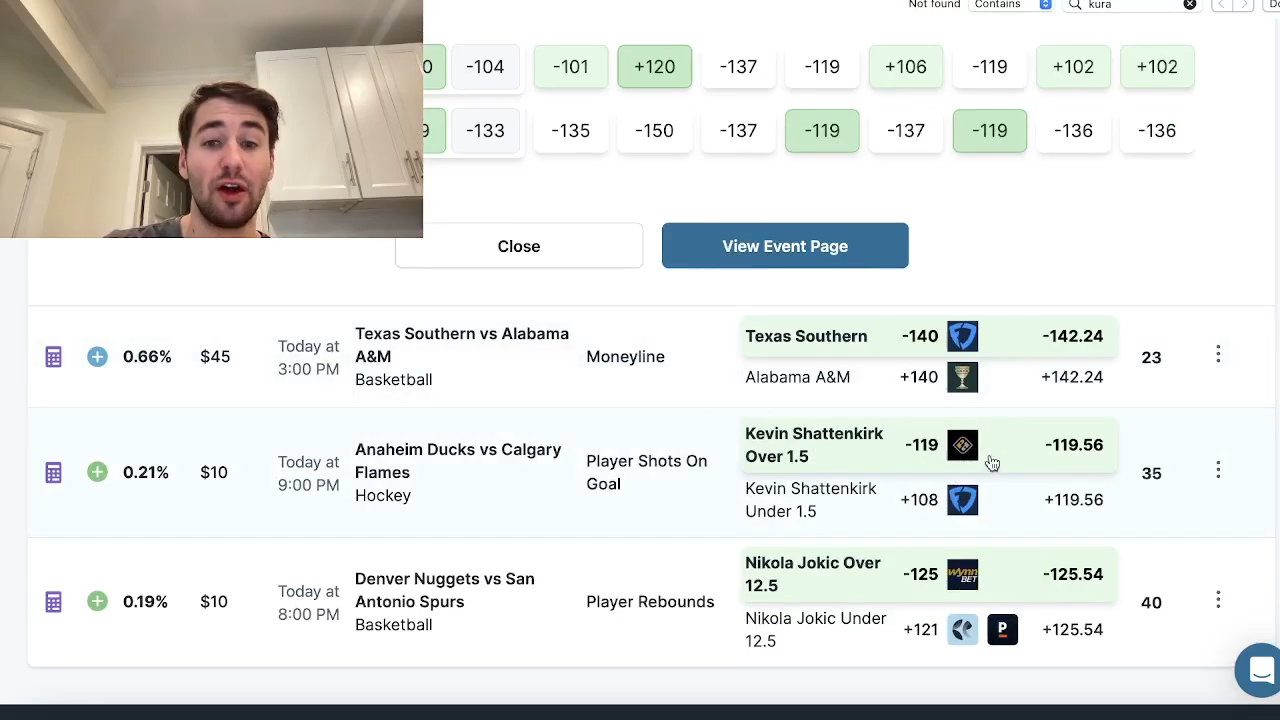 Not found
Contains
kura
0
-104
-101
+120
-137
-119
+106
-119
+102
+102
9
-133
-135
-150
-137
-119
-137
-119
-136
-136
Close
View Event Page
0.66%
$45
Today at
3:00 PM
Texas Southern vs Alabama
A&M
Basketball
Moneyline
Texas Southern
-140
-142.24
Alabama A&M
+140
+142.24
23
0.21%
$10
Today at
9:00 PM
Anaheim Ducks vs Calgary
Flames
Hockey
Player Shots On
Goal
Kevin Shattenkirk
Over 1.5
-119
-119.56
Kevin Shattenkirk
Under 1.5
+108
+119.56
35
0.19%
$10
Today at
8:00 PM
Denver Nuggets vs San
Antonio Spurs
Basketball
Player Rebounds
Nikola Jokic Over
12.5
-125
WYNN
BET
-125.54
Nikola Jokic Under
12.5
+121
P
+125.54
40